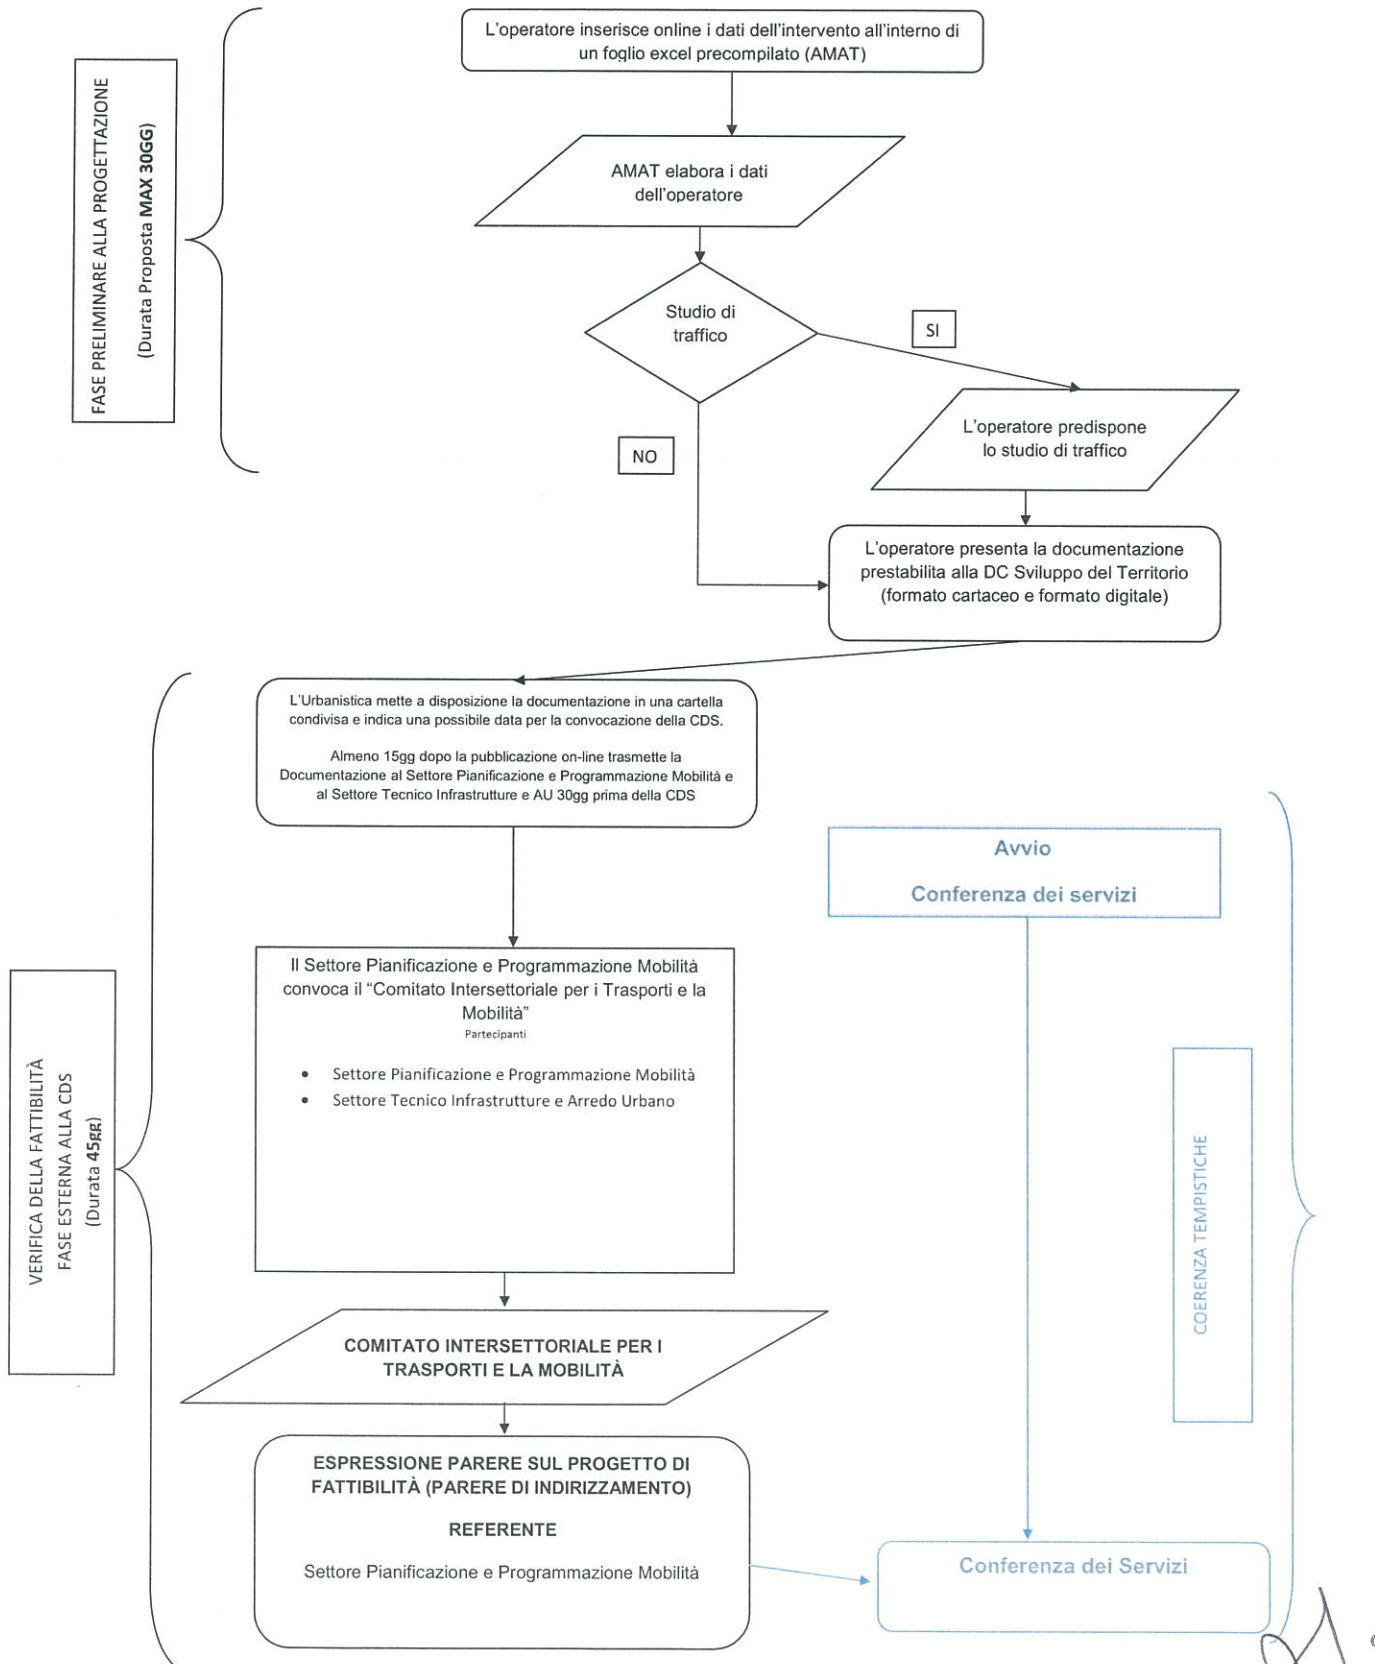 L'operatore inserisce online i dati dell'intervento all'interno di
un foglio excel precompilato (AMAT)
FASE PRELIMINARE ALLA PROGETTAZIONE
(Durata Proposta MAX 30GG)
AMAT elabora i dati
dell'operatore
Studio di
traffico
SI
NO
L'operatore predispone
lo studio di traffico
L'operatore presenta la documentazione
prestabilita alla DC Sviluppo del Territorio
(formato cartaceo e formato digitale)
L'Urbanistica mette a disposizione la documentazione in una cartella
condivisa e indica una possibile data per la convocazione della CDS.
Almeno 15gg dopo la pubblicazione on-line trasmette la
Documentazione al Settore Pianificazione e Programmazione Mobilità e
al Settore Tecnico Infrastrutture e AU 30gg prima della CDS
Avvio
Conferenza dei servizi
VERIFICA DELLA FATTIBILITÀ
FASE ESTERNA ALLA CDS
(Durata 45gg)
Il Settore Pianificazione e Programmazione Mobilità
convoca il “Comitato Intersettoriale per i Trasporti e la
Mobilità”
Partecipanti
• Settore Pianificazione e Programmazione Mobilità
• Settore Tecnico Infrastrutture e Arredo Urbano
COERENZA TEMPISTICHE
COMITATO INTERSETTORIALE PER I
TRASPORTI E LA MOBILITÀ
ESPRESSIONE PARERE SUL PROGETTO DI
FATTIBILITÀ (PARERE DI INDIRIZZAMENTO)
REFERENTE
Settore Pianificazione e Programmazione Mobilità
Conferenza dei Servizi